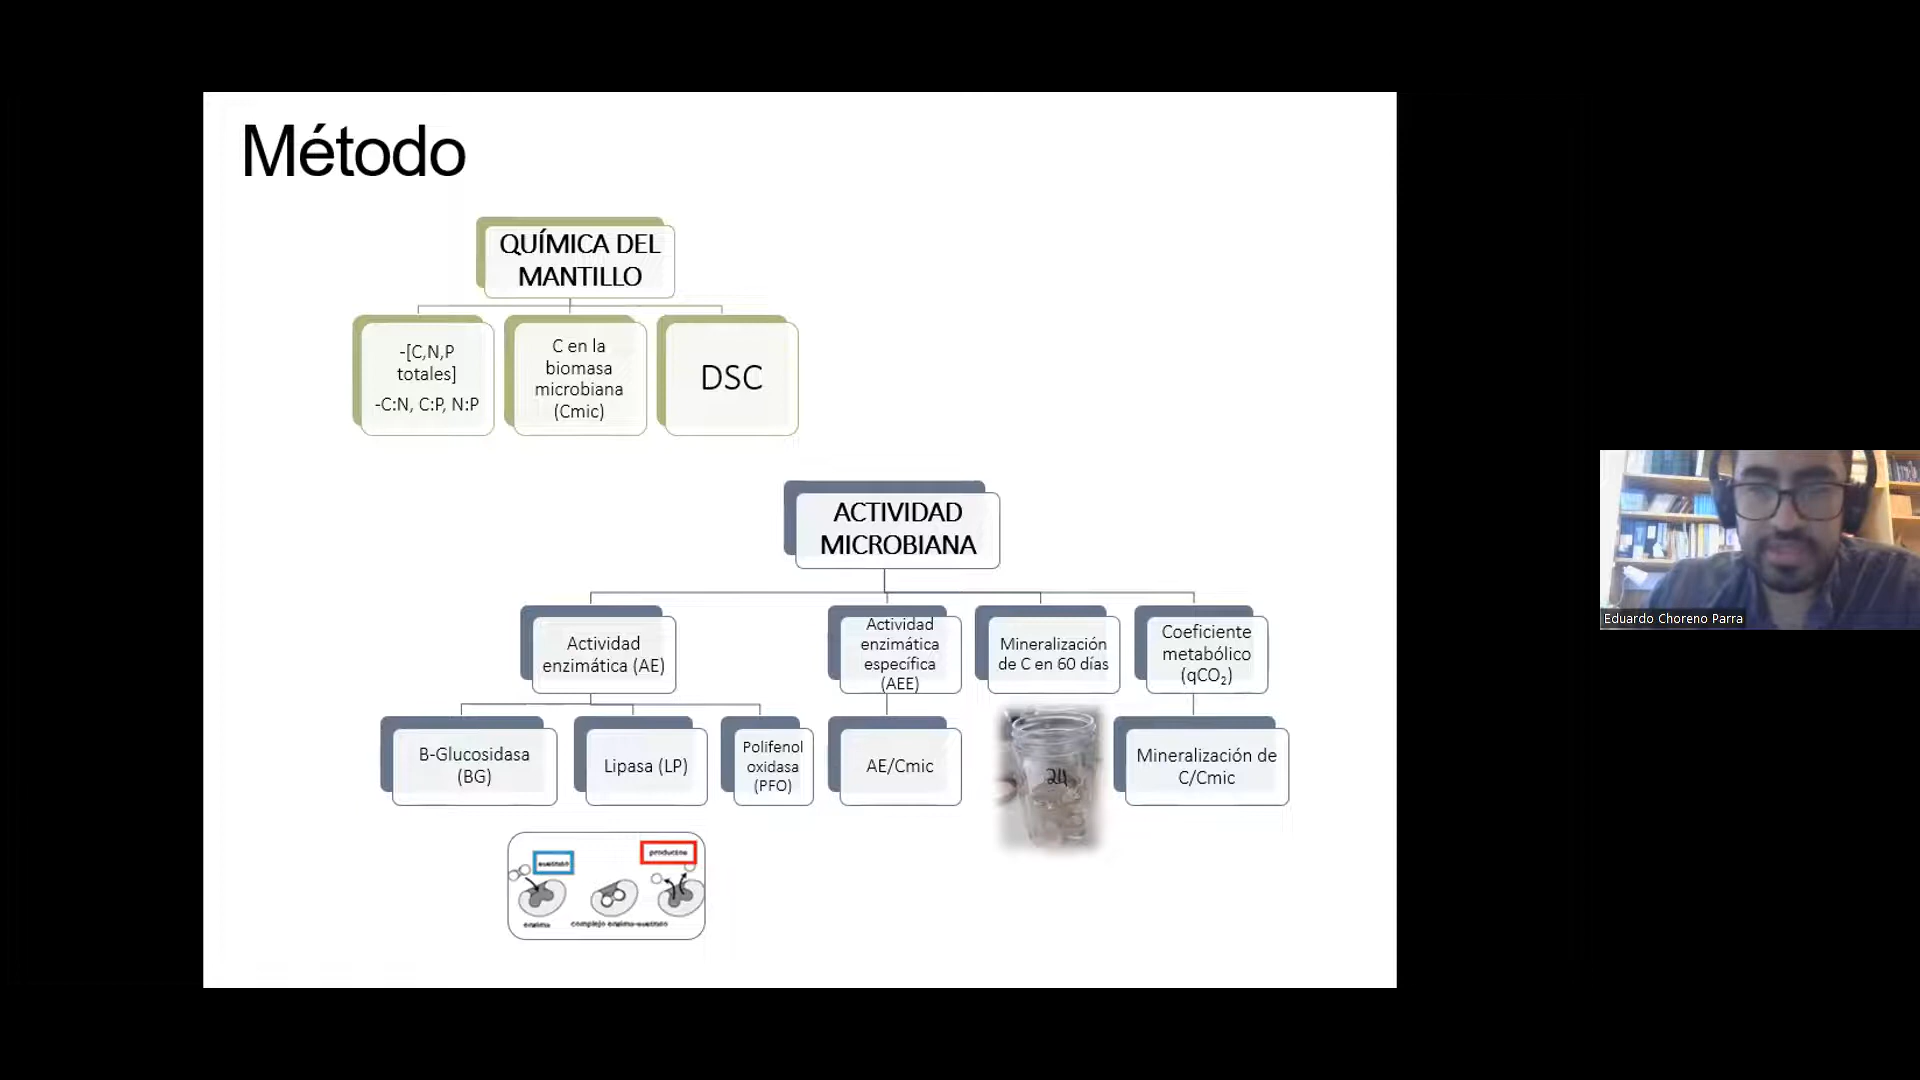 Método
QUÍMICA DEL
MANTILLO
-[C,N,P
totales]
-C:N, C:P, N:P
C en la
biomasa
microbiana
(Cmic)
DSC
ACTIVIDAD
MICROBIANA
Actividad
enzimática (AE)
Actividad
enzimática
específica
(AEE)
Mineralización
de C en 60 días
Coeficiente
metabólico
(qCO₂)
B-Glucosidasa
(BG)
Lipasa (LP)
Polifenol
oxidasa
(PFO)
AE/Cmic
24
Mineralización de
C/Cmic
sustrato
productos
enzima
complejo enzima-sustrato
Eduardo Choreno Parra